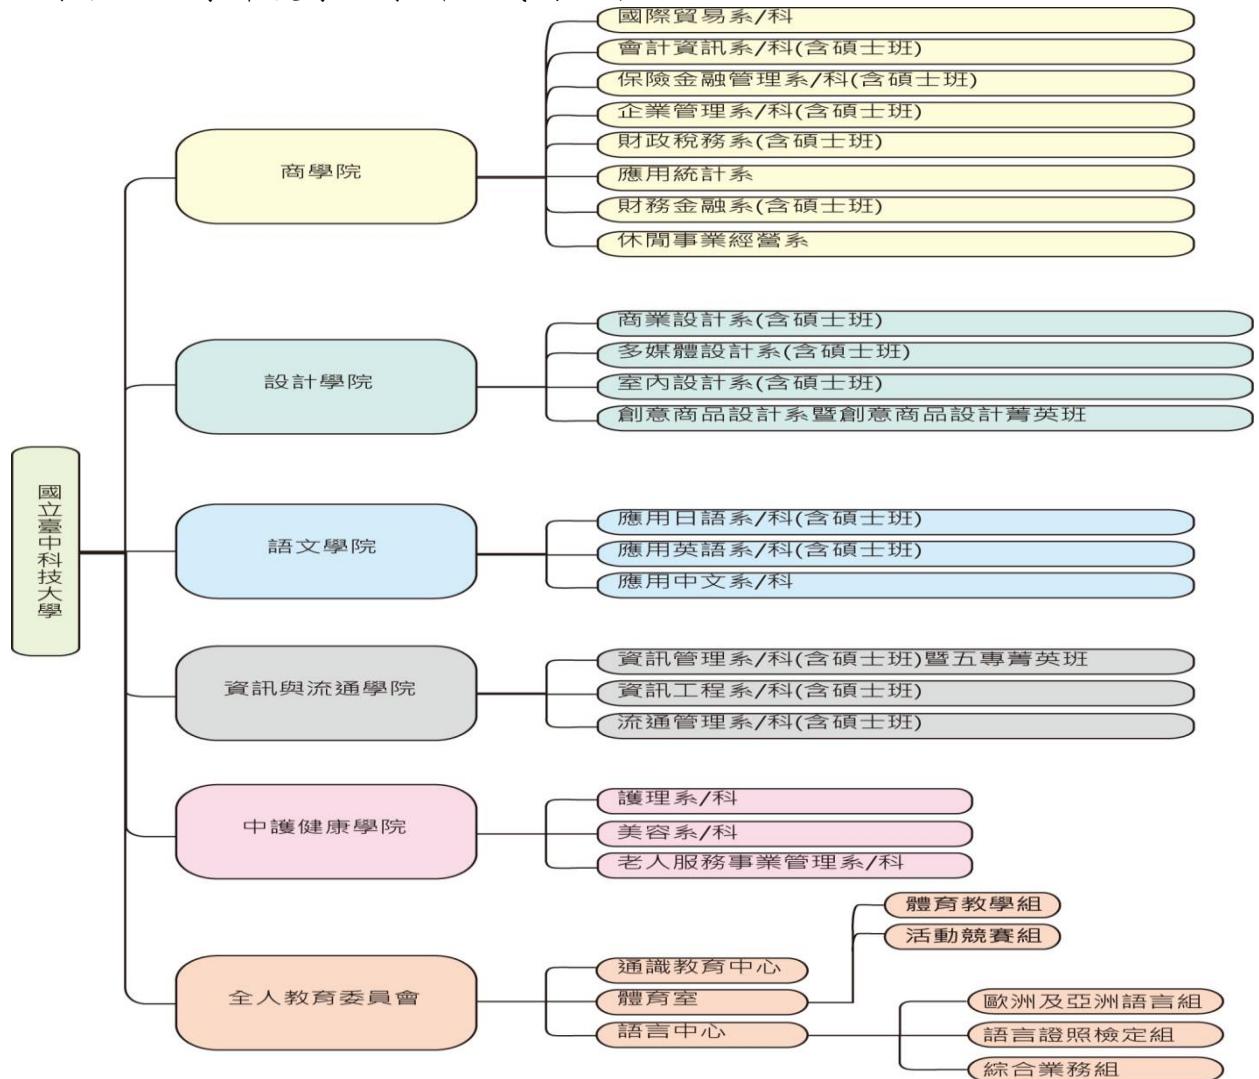 國際貿易系/科
會計資訊系/科(含碩士班)
保險金融管理系/科(含碩士班)
企業管理系/科(含碩士班)
財政稅務系(含碩士班)
商學院
應用統計系
財務金融系(含碩士班)
休閒事業經營系
商業設計系(含碩士班)
多媒體設計系(含碩士班)
設計學院
室內設計系(含碩士班)
創意商品設計系暨創意商品設計菁英班
國立臺中科技大學
應用日語系/科(含碩士班)
語文學院
應用英語系/科(含碩士班)
應用中文系/科
資訊管理系/科(含碩士班)暨五專菁英班
資訊與流通學院
資訊工程系/科(含碩士班)
流通管理系/科(含碩士班)
護理系/科
中護健康學院
美容系/科
老人服務事業管理系/科
體育教學組
活動競賽組
通識教育中心
全人教育委員會
體育室
語言中心
歐洲及亞洲語言組
語言證照檢定組
綜合業務組